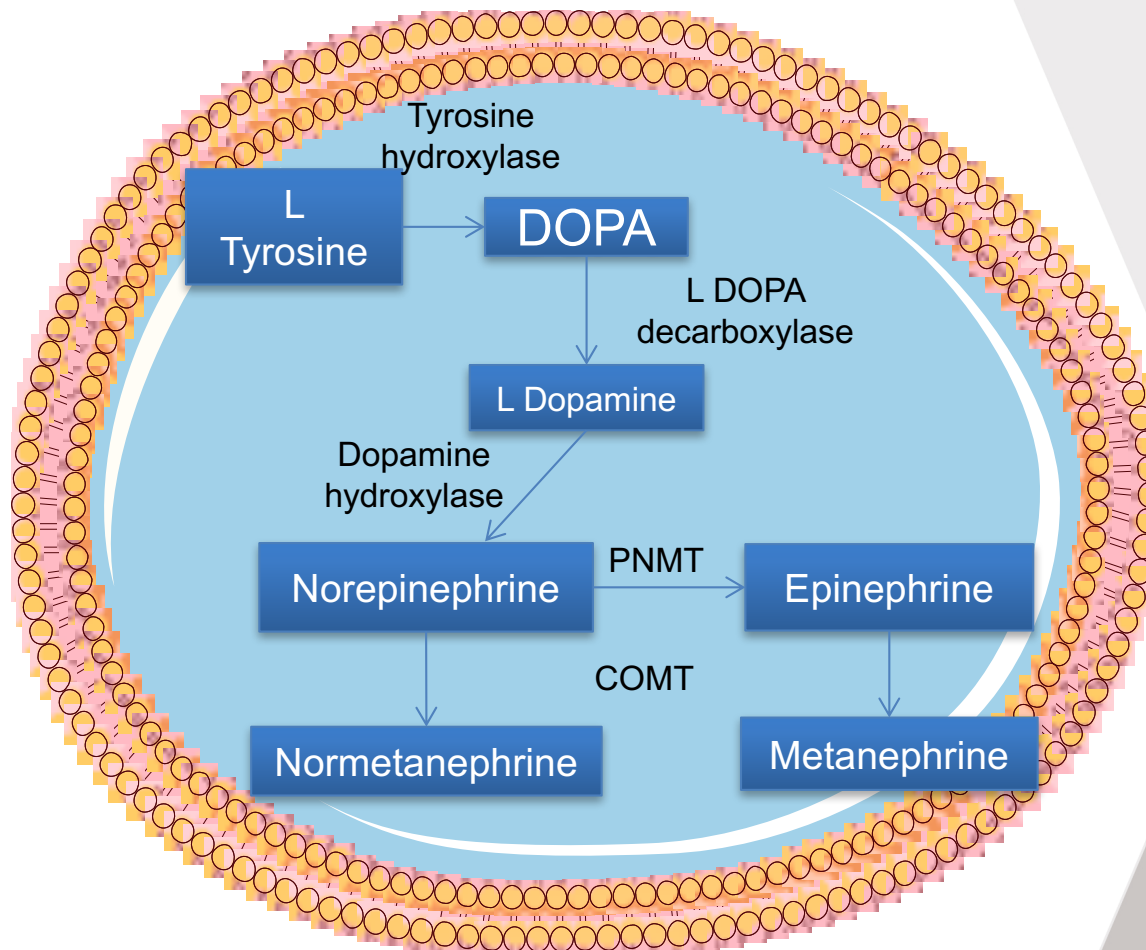 Tyrosine
hydroxylase
L
Tyrosine
DOPA
L DOPA
decarboxylase
L Dopamine
Dopamine
hydroxylase
Norepinephrine
PNMT
Epinephrine
COMT
Normetanephrine
Metanephrine